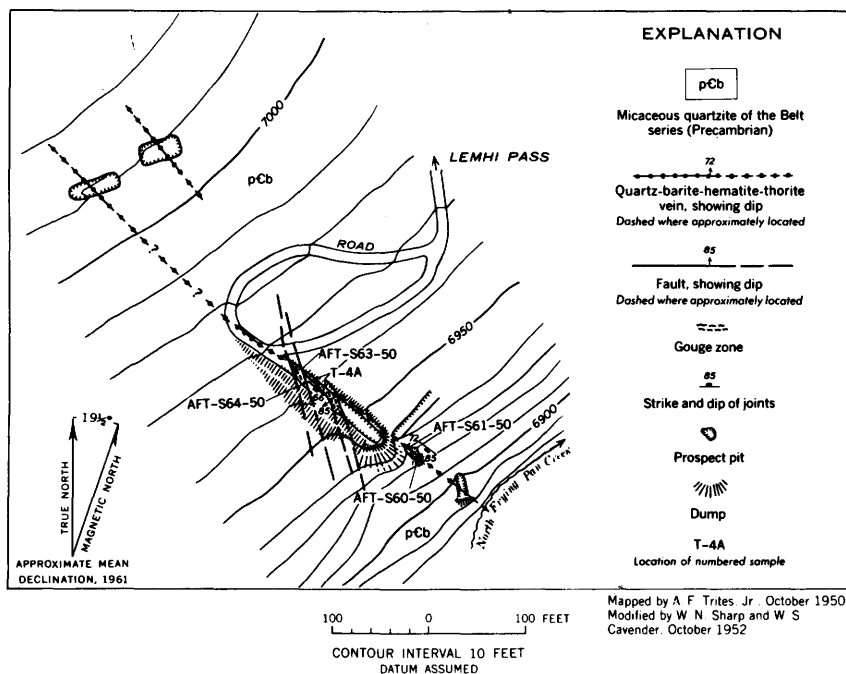 EXPLANATION
p€b
Micaceous quartzite of the Belt
series (Precambrian)
72
Quartz-barite-hematite-thorite
vein, showing dip
Dashed where approximately located
85
Fault, showing dip
Dashed where approximately located
Gouge zone
85
Strike and dip of joints
Prospect pit
Dump
T-4A
Location of numbered sample
7000
p€b
LEMHI PASS
ROAD
?
?
6950
AFT-S63-50
T-4A
AFT-S64-50
85
AFT-S61-50
72
85
6900
AFT-S60-50
North Frying Pan Creek
p€b
19½°
TRUE NORTH
MAGNETIC NORTH
APPROXIMATE MEAN
DECLINATION, 1961
Mapped by A. F. Trites, Jr. October 1950
Modified by W. N. Sharp and W S
Cavender, October 1952
100 0 100 FEET
CONTOUR INTERVAL 10 FEET
DATUM ASSUMED